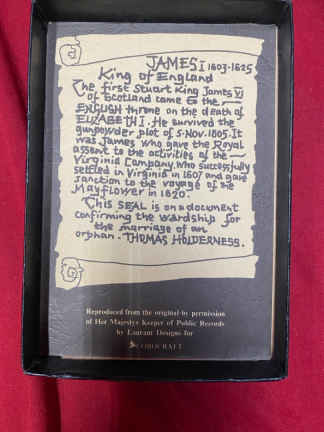 JAMES I 1603-1625
King of England
The first Stuart King James VI
of Scotland came to the
ENGLISH throne on the death of
ELIZABETH I. He survived the
gunpowder plot of 5.Nov.1605.It
was James who gave the Royal
assent to the activities of the
Virginia Company, who successfully
settled in Virginia in 1607 and gave
sanction to the voyage of the
Mayflower in 1620.
This SEAL is on a document
confirming the wardship for
the marriage of an
orphan. THOMAS HOLDERNESS.
Reproduced from the original by permission
of Her Majestys Keeper of Public Records
by Laurant Designs for